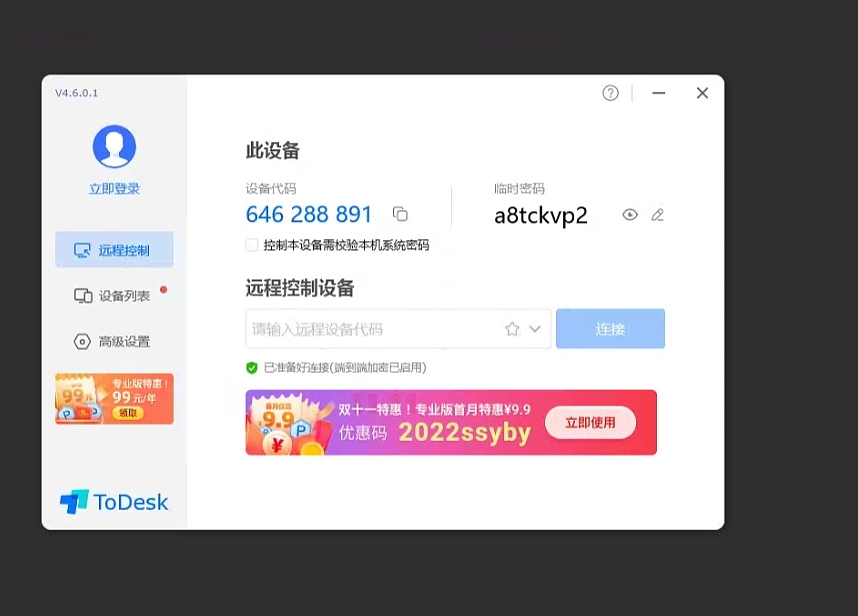 V4.6.0.1
立即登录
远程控制
设备列表
高级设置
专业版特惠！
99元/年
领取
ToDesk
此设备
设备代码
646 288 891
控制本设备需校验本机系统密码
临时密码
a8tckvp2
远程控制设备
请输入远程设备代码
连接
已准备好连接(端到端加密已启用)
9.9
双十一特惠！专业版首月特惠¥9.9
优惠码 2022ssyby
立即使用